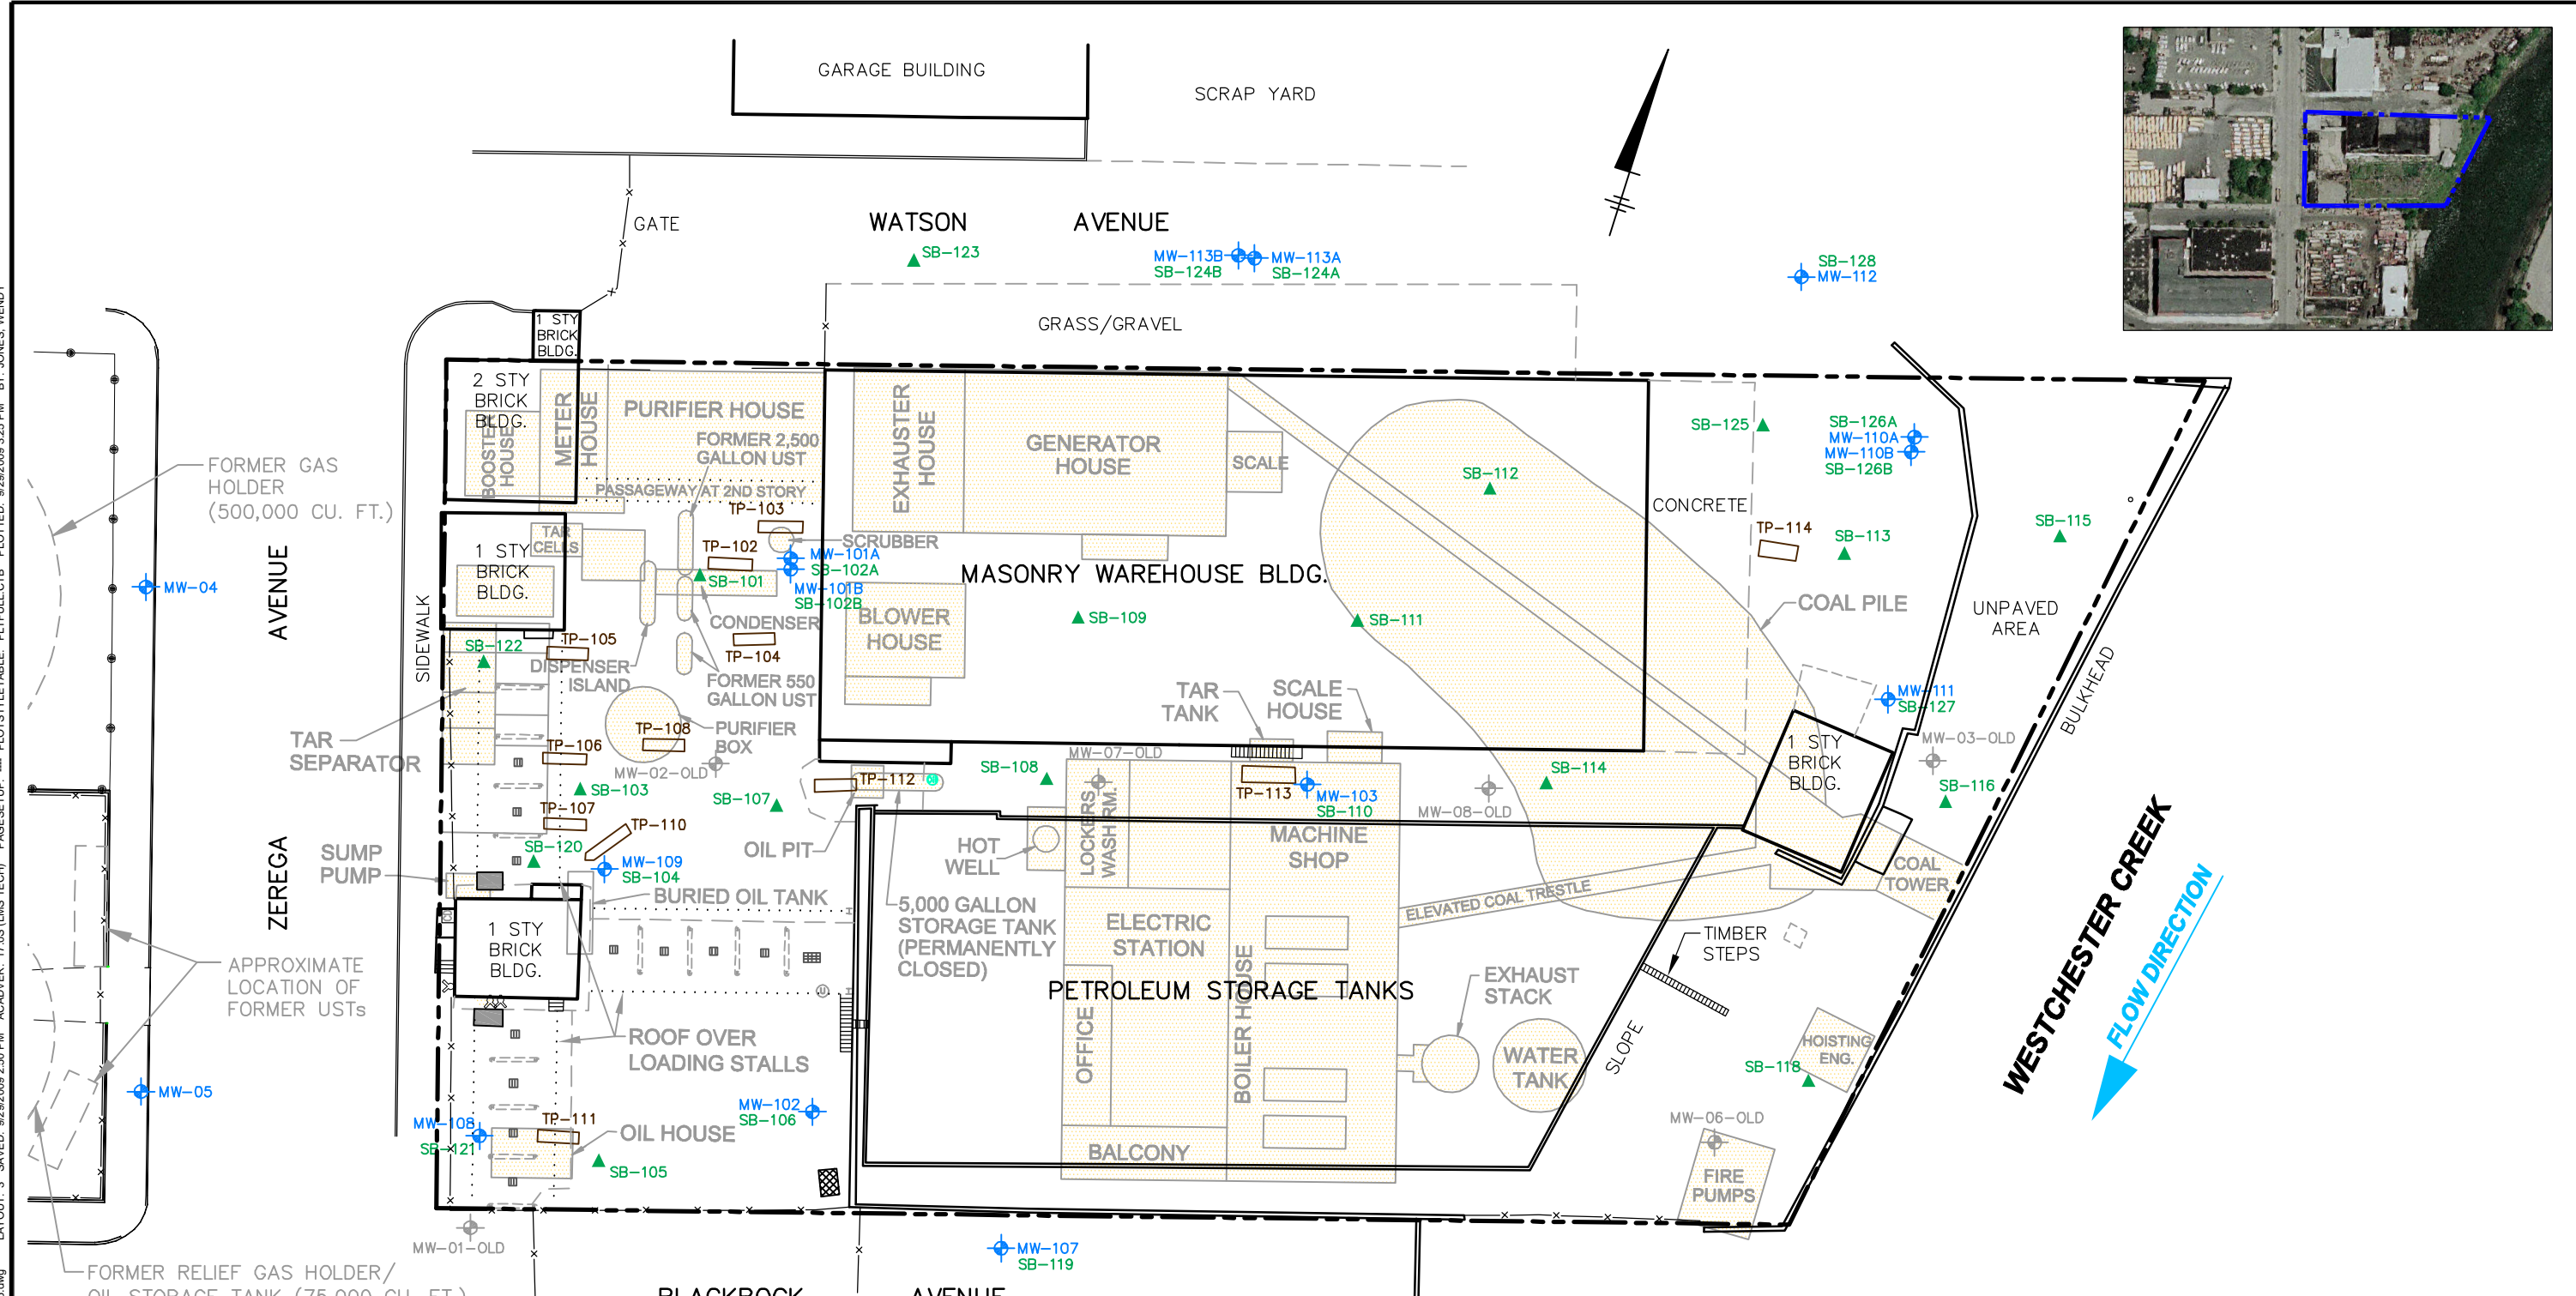 GARAGE BUILDING
SCRAP YARD
GATE
WATSON AVENUE
SB-123
MW-113B
SB-124B
MW-113A
SB-124A
SB-128
MW-112
GRASS/GRAVEL
1 STY
BRICK
BLDG.
2 STY
BRICK
BLDG.
BOOSTER
HOUSE
METER
HOUSE
PURIFIER HOUSE
FORMER 2,500
GALLON UST
PASSAGEWAY AT 2ND STORY
EXHAUSTER
HOUSE
GENERATOR
HOUSE
SCALE
SB-112
SB-125
SB-126A
MW-110A
MW-110B
SB-126B
CONCRETE
FORMER GAS
HOLDER
(500,000 CU. FT.)
TP-103
TAR
CELLS
TP-102
SCRUBBER
MW-101A
SB-102A
MW-101B
SB-102B
SB-101
1 STY
BRICK
BLDG.
MASONRY WAREHOUSE BLDG.
TP-114
SB-113
SB-115
MW-04
ZEREGA AVENUE
SIDEWALK
CONDENSER
BLOWER
HOUSE
SB-109
SB-111
COAL PILE
UNPAVED
AREA
SB-122
TP-105
TP-104
DISPENSER
ISLAND
FORMER 550
GALLON UST
TAR
TANK
SCALE
HOUSE
MW-111
SB-127
BULKHEAD
TAR
SEPARATOR
TP-108
PURIFIER
BOX
TP-106
MW-02-OLD
MW-07-OLD
1 STY
BRICK
BLDG.
MW-03-OLD
SB-103
SB-107
TP-112
SB-108
TP-113
MW-103
SB-110
MW-08-OLD
SB-114
SB-116
TP-107
TP-110
SB-120
MW-109
SB-104
OIL PIT
HOT
WELL
LOCKERS
WASH RM.
MACHINE
SHOP
SUMP
PUMP
BURIED OIL TANK
5,000 GALLON
STORAGE TANK
(PERMANENTLY
CLOSED)
ELEVATED COAL TRESTLE
COAL
TOWER
WESTCHESTER CREEK
FLOW DIRECTION
1 STY
BRICK
BLDG.
ELECTRIC
STATION
TIMBER
STEPS
APPROXIMATE
LOCATION OF
FORMER USTs
PETROLEUM STORAGE TANKS
BOILER HOUSE
OFFICE
EXHAUST
STACK
WATER
TANK
SLOPE
HOISTING
ENG.
ROOF OVER
LOADING STALLS
SB-118
MW-05
MW-108
SB-121
TP-111
OIL HOUSE
SB-105
MW-102
SB-106
BALCONY
MW-06-OLD
FIRE
PUMPS
MW-01-OLD
MW-107
SB-119
FORMER RELIEF GAS HOLDER/
OIL STORAGE TANK (75,000 CU. FT.)
BLACKROCK AVENUE